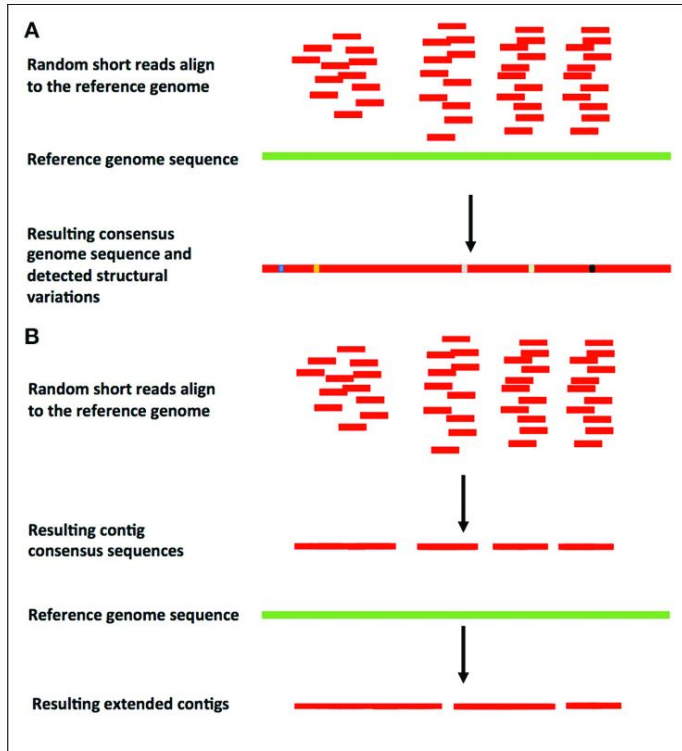 A
Random short reads align
to the reference genome
Reference genome sequence
Resulting consensus
genome sequence and
detected structural
variations
B
Random short reads align
to the reference genome
Resulting contig
consensus sequences
Reference genome sequence
Resulting extended contigs